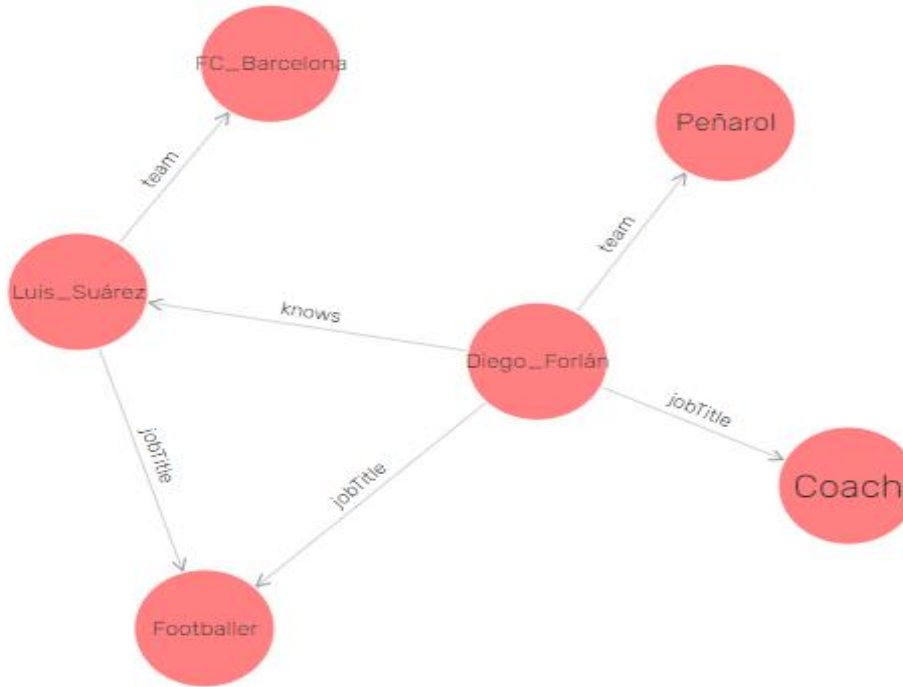 FC_Barcelona
Peñarol
team
team
Luis_Suárez
knows
Diego_Forlán
jobTitle
jobTitle
jobTitle
Coach
Footballer